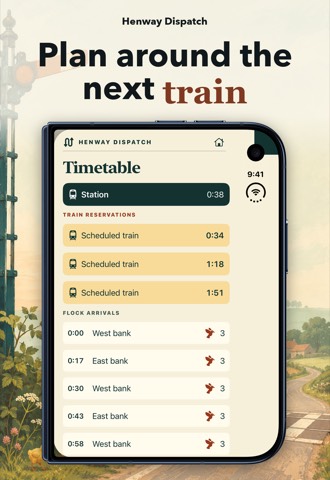 Henway Dispatch
Plan around the
next train
HENWAY DISPATCH
9:41
Timetable
Station 0:38
TRAIN RESERVATIONS
Scheduled train 0:34
Scheduled train 1:18
Scheduled train 1:51
FLOCK ARRIVALS
0:00 West bank 3
0:17 East bank 3
0:30 West bank 3
0:43 East bank 3
0:58 West bank 3